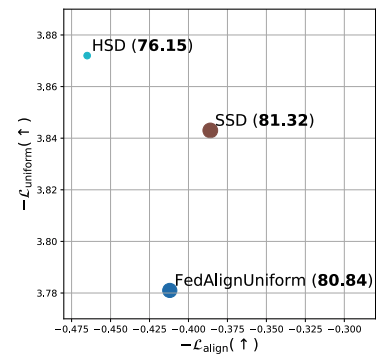 3.88
3.86
3.84
3.82
3.80
3.78
−ℒuniform(↑)
HSD (76.15)
SSD (81.32)
FedAlignUniform (80.84)
−0.475 −0.450 −0.425 −0.400 −0.375 −0.350 −0.325 −0.300
−ℒalign(↑)